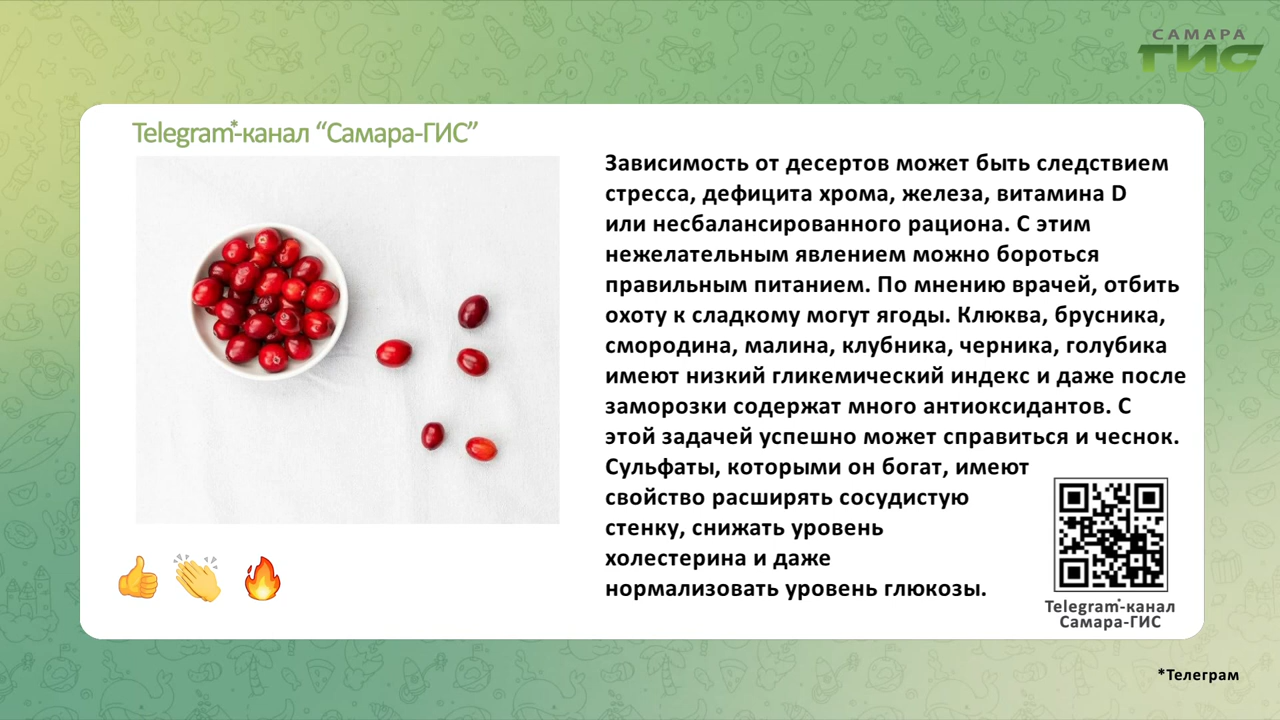 САМАРА
ГИС
Telegram*-канал “Самара-ГИС”
Зависимость от десертов может быть следствием
стресса, дефицита хрома, железа, витамина D
или несбалансированного рациона. С этим
нежелательным явлением можно бороться
правильным питанием. По мнению врачей, отбить
охоту к сладкому могут ягоды. Клюква, брусника,
смородина, малина, клубника, черника, голубика
имеют низкий гликемический индекс и даже после
заморозки содержат много антиоксидантов. С
этой задачей успешно может справиться и чеснок.
Сульфаты, которыми он богат, имеют
свойство расширять сосудистую
стенку, снижать уровень
холестерина и даже
нормализовать уровень глюкозы.
Telegram*-канал
Самара-ГИС
*Телеграм